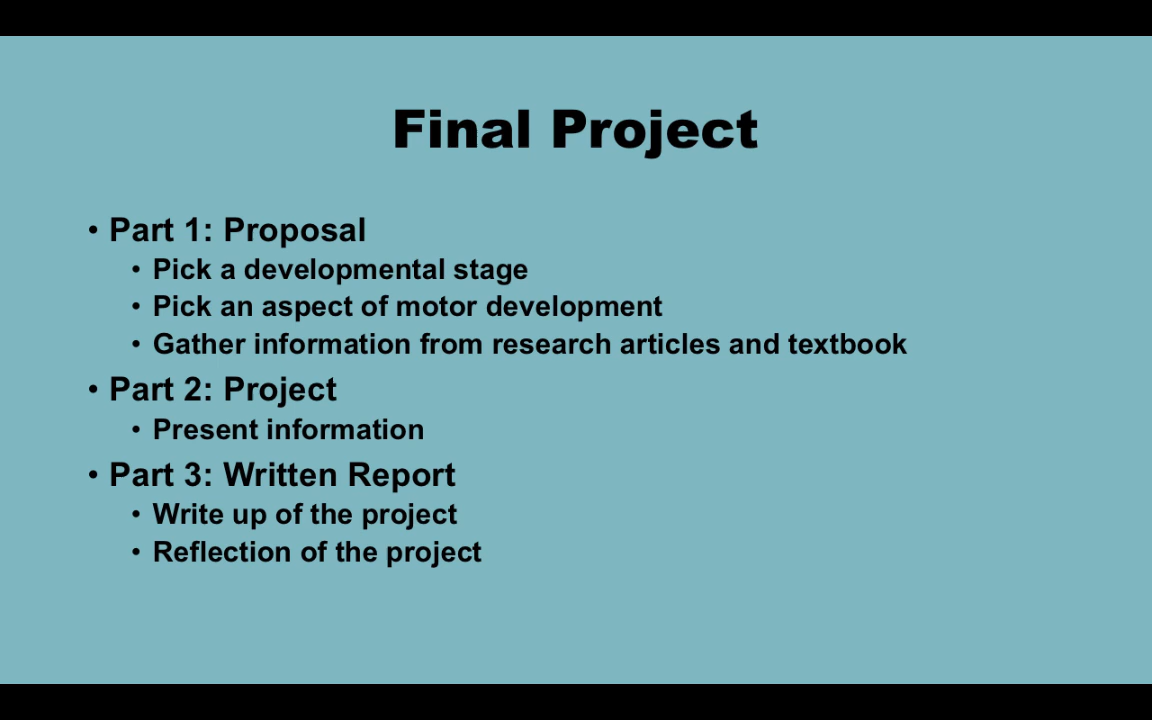 Final Project
• Part 1: Proposal
• Pick a developmental stage
• Pick an aspect of motor development
• Gather information from research articles and textbook
• Part 2: Project
• Present information
• Part 3: Written Report
• Write up of the project
• Reflection of the project